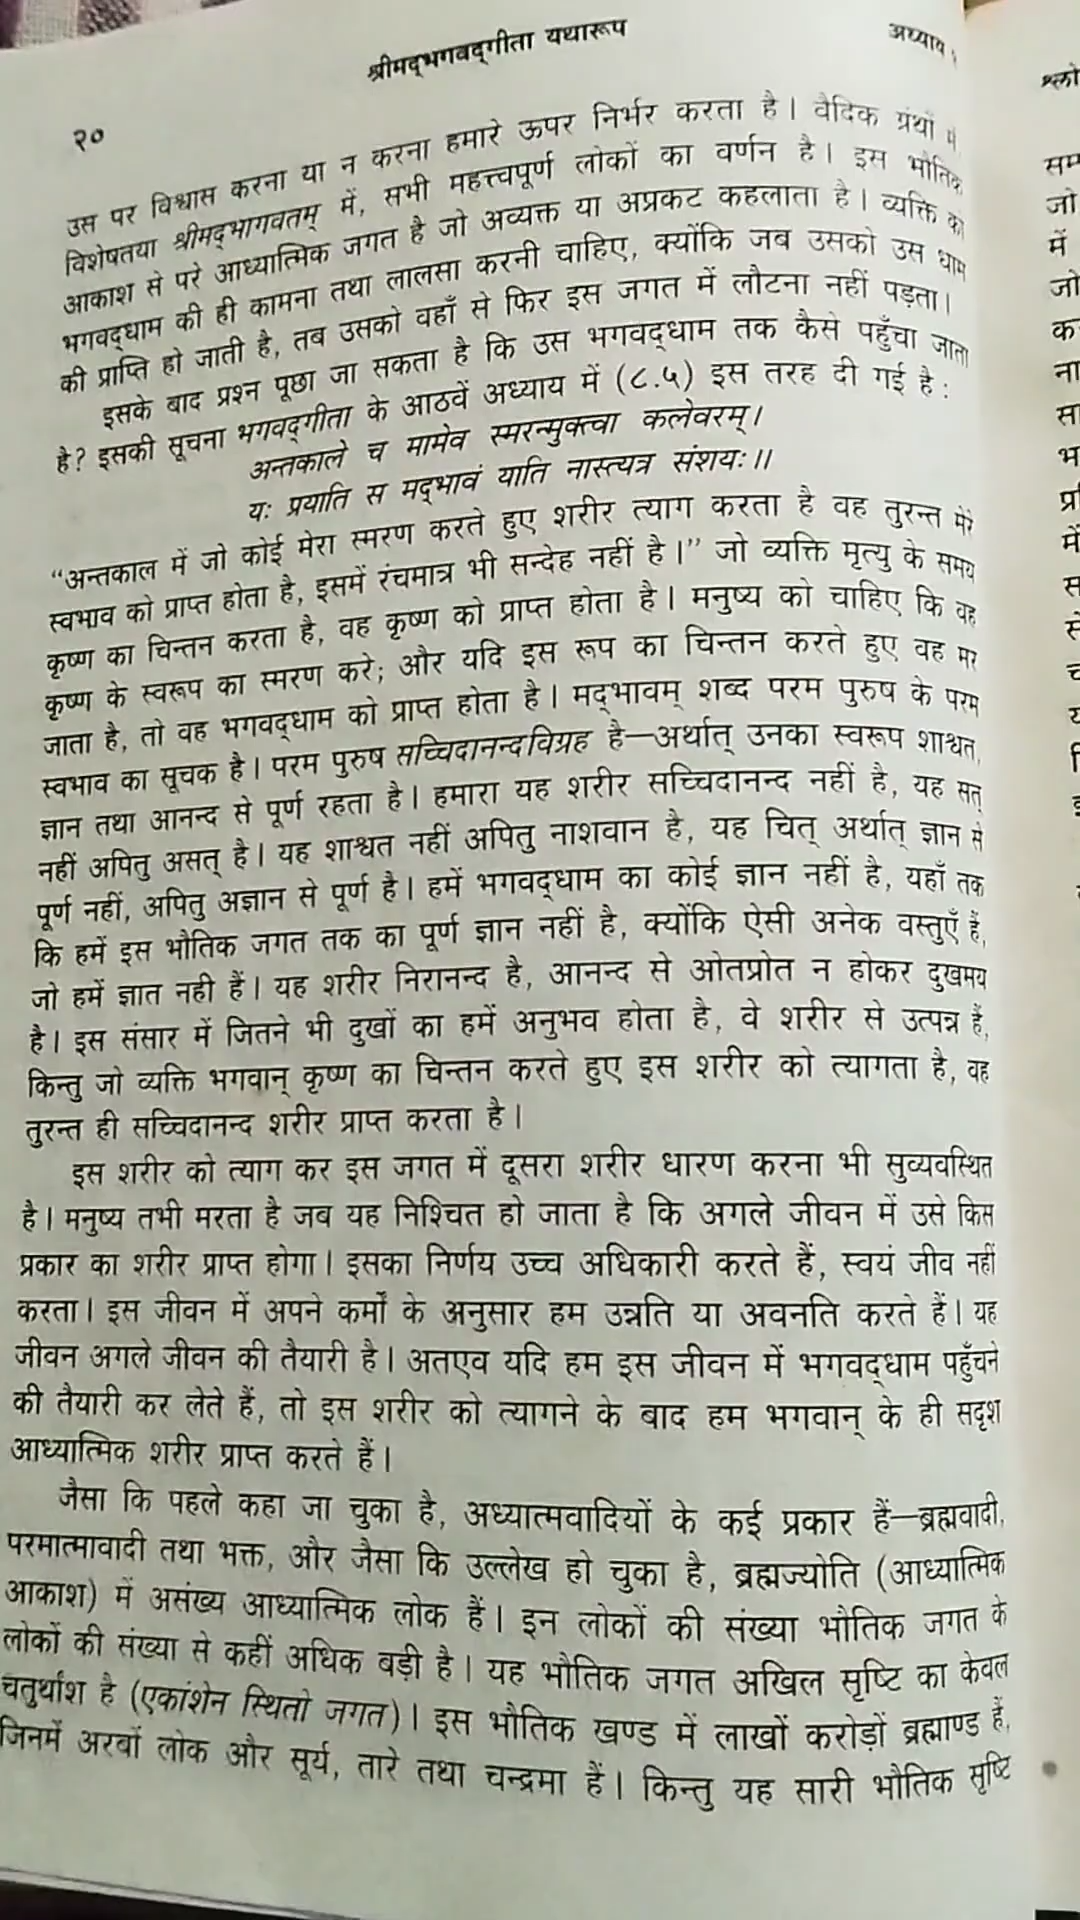 श्रीमद्भगवद्गीता यथारूप
अध्याय १
२०
उस पर विश्वास करना या न करना हमारे ऊपर निर्भर करता है। वैदिक ग्रंथों में,
विशेषतया श्रीमद्भागवतम् में, सभी महत्त्वपूर्ण लोकों का वर्णन है। इस भौतिक
आकाश से परे आध्यात्मिक जगत है जो अव्यक्त या अप्रकट कहलाता है। व्यक्ति को
भगवद्धाम की ही कामना तथा लालसा करनी चाहिए, क्योंकि जब उसको उस धाम
की प्राप्ति हो जाती है, तब उसको वहाँ से फिर इस जगत में लौटना नहीं पड़ता।
इसके बाद प्रश्न पूछा जा सकता है कि उस भगवद्धाम तक कैसे पहुँचा जाता
है? इसकी सूचना भगवद्गीता के आठवें अध्याय में (८.५) इस तरह दी गई है :
अन्तकाले च मामेव स्मरन्मुक्त्वा कलेवरम्।
यः प्रयाति स मद्भावं याति नास्त्यत्र संशयः।।
“अन्तकाल में जो कोई मेरा स्मरण करते हुए शरीर त्याग करता है वह तुरन्त मेरे
स्वभाव को प्राप्त होता है, इसमें रंचमात्र भी सन्देह नहीं है।” जो व्यक्ति मृत्यु के समय
कृष्ण का चिन्तन करता है, वह कृष्ण को प्राप्त होता है। मनुष्य को चाहिए कि वह
कृष्ण के स्वरूप का स्मरण करे; और यदि इस रूप का चिन्तन करते हुए वह मर
जाता है, तो वह भगवद्धाम को प्राप्त होता है। मद्भावम् शब्द परम पुरुष के परम
स्वभाव का सूचक है। परम पुरुष सच्चिदानन्दविग्रह है—अर्थात् उनका स्वरूप शाश्वत,
ज्ञान तथा आनन्द से पूर्ण रहता है। हमारा यह शरीर सच्चिदानन्द नहीं है, यह सत्
नहीं अपितु असत् है। यह शाश्वत नहीं अपितु नाशवान है, यह चित् अर्थात् ज्ञान से
पूर्ण नहीं, अपितु अज्ञान से पूर्ण है। हमें भगवद्धाम का कोई ज्ञान नहीं है, यहाँ तक
कि हमें इस भौतिक जगत तक का पूर्ण ज्ञान नहीं है, क्योंकि ऐसी अनेक वस्तुएँ हैं,
जो हमें ज्ञात नही हैं। यह शरीर निरानन्द है, आनन्द से ओतप्रोत न होकर दुखमय
है। इस संसार में जितने भी दुखों का हमें अनुभव होता है, वे शरीर से उत्पन्न हैं,
किन्तु जो व्यक्ति भगवान् कृष्ण का चिन्तन करते हुए इस शरीर को त्यागता है, वह
तुरन्त ही सच्चिदानन्द शरीर प्राप्त करता है।
इस शरीर को त्याग कर इस जगत में दूसरा शरीर धारण करना भी सुव्यवस्थित
है। मनुष्य तभी मरता है जब यह निश्चित हो जाता है कि अगले जीवन में उसे किस
प्रकार का शरीर प्राप्त होगा। इसका निर्णय उच्च अधिकारी करते हैं, स्वयं जीव नहीं
करता। इस जीवन में अपने कर्मों के अनुसार हम उन्नति या अवनति करते हैं। यह
जीवन अगले जीवन की तैयारी है। अतएव यदि हम इस जीवन में भगवद्धाम पहुँचने
की तैयारी कर लेते हैं, तो इस शरीर को त्यागने के बाद हम भगवान् के ही सदृश
आध्यात्मिक शरीर प्राप्त करते हैं।
जैसा कि पहले कहा जा चुका है, अध्यात्मवादियों के कई प्रकार हैं—ब्रह्मवादी,
परमात्मावादी तथा भक्त, और जैसा कि उल्लेख हो चुका है, ब्रह्मज्योति (आध्यात्मिक
आकाश) में असंख्य आध्यात्मिक लोक हैं। इन लोकों की संख्या भौतिक जगत के
लोकों की संख्या से कहीं अधिक बड़ी है। यह भौतिक जगत अखिल सृष्टि का केवल
चतुर्थांश है (एकांशेन स्थितो जगत)। इस भौतिक खण्ड में लाखों करोड़ों ब्रह्माण्ड हैं,
जिनमें अरबों लोक और सूर्य, तारे तथा चन्द्रमा हैं। किन्तु यह सारी भौतिक सृष्टि